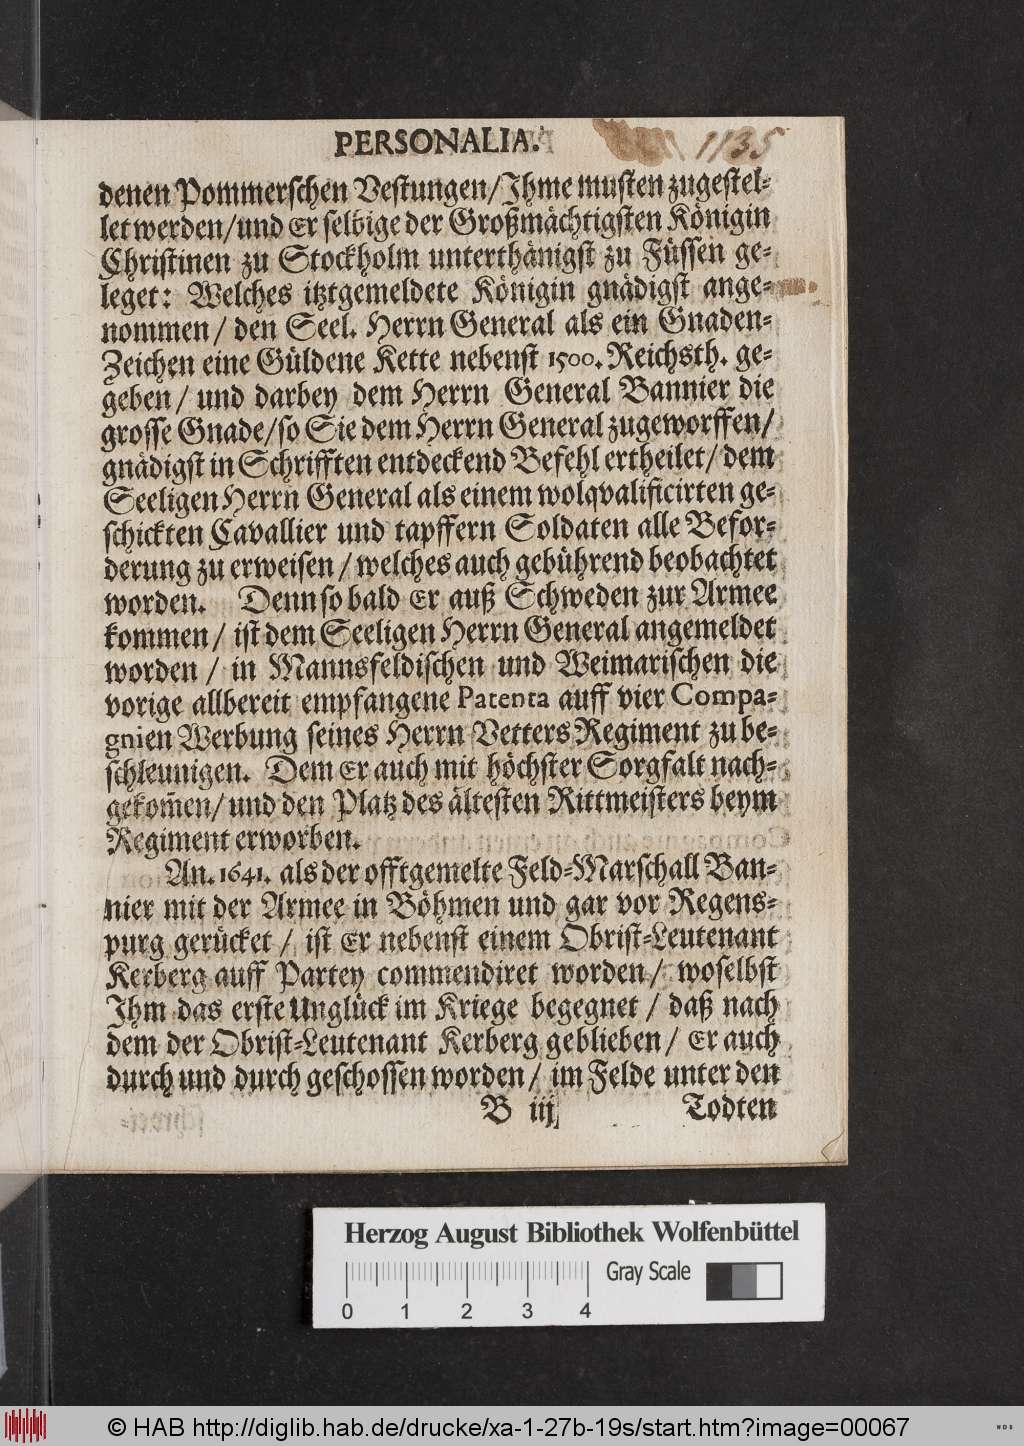 PERSONALIA.
1135
denen Pommerschen Vestungen/Ihme musten zugestel-
let werden/und Er selbige der Großmächtigsten Königin
Christinen zu Stockholm unterthänigst zu Füssen ge-
leget: Welches itztgemeldete Königin gnädigst ange-
nommen/ den Seel. Herrn General als ein Gnaden-
Zeichen eine Güldene Kette nebenst 1500. Reichsth. ge-
geben/ und darbey dem Herrn General Bannier die
grosse Gnade/so Sie dem Herrn General zugeworffen/
gnädigst in Schrifften entdeckend Befehl ertheilet/ dem
Seeligen Herrn General als einem wolqvalificirten ge-
schickten Cavallier und tapffern Soldaten alle Befor-
derung zu erweisen/welches auch gebührend beobachtet
worden. Denn so bald Er auß Schweden zur Armee
kommen/ ist dem Seeligen Herrn General angemeldet
worden/ in Mannsfeldischen und Weimarischen die
vorige allbereit empfangene Patenta auff vier Compa-
gnien Werbung seines Herrn Vetters Regiment zu be-
schleunigen. Dem Er auch mit höchster Sorgfalt nach-
gekom̃en/und den Platz des ältesten Rittmeisters beym
Regiment erworben.
An. 1641. als der offtgemelte Feld-Marschall Ban-
nier mit der Armee in Böhmen und gar vor Regens-
purg gerücket/ ist Er nebenst einem Obrist-Leutenant
Kerberg auff Partey commendiret worden/ woselbst
Ihm das erste Unglück im Kriege begegnet/ daß nach
dem der Obrist-Leutenant Kerberg geblieben/ Er auch
durch und durch geschossen worden/ im Felde unter den
B iij Todten
Herzog August Bibliothek Wolfenbüttel
Gray Scale
0 1 2 3 4
© HAB http://diglib.hab.de/drucke/xa-1-27b-19s/start.htm?image=00067